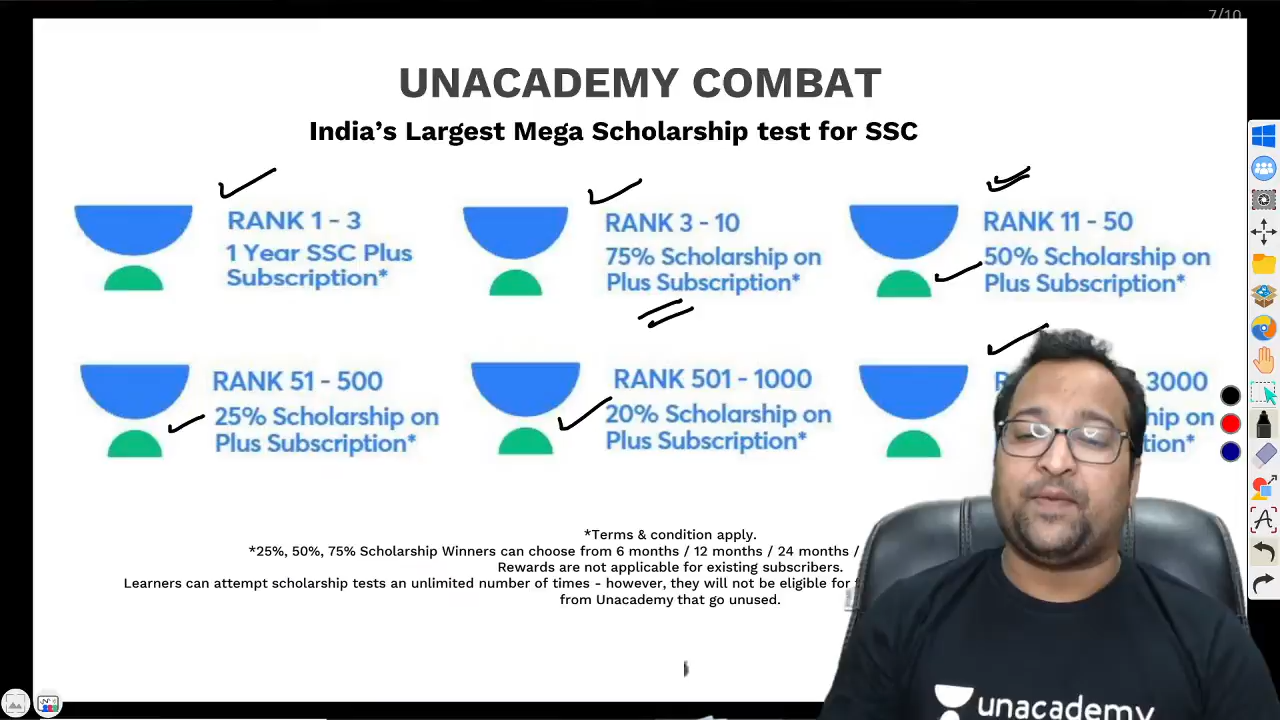 7/10
UNACADEMY COMBAT
India's Largest Mega Scholarship test for SSC
RANK 1 - 3
1 Year SSC Plus
Subscription*
RANK 3 - 10
75% Scholarship on
Plus Subscription*
RANK 11 - 50
50% Scholarship on
Plus Subscription*
RANK 51 - 500
25% Scholarship on
Plus Subscription*
RANK 501 - 1000
20% Scholarship on
Plus Subscription*
3000
on
*Terms & condition apply.
*25%, 50%, 75% Scholarship Winners can choose from 6 months / 12 months / 24 months /
Rewards are not applicable for existing subscribers.
Learners can attempt scholarship tests an unlimited number of times - however, they will not be eligible for
from Unacademy that go unused.
unacademy